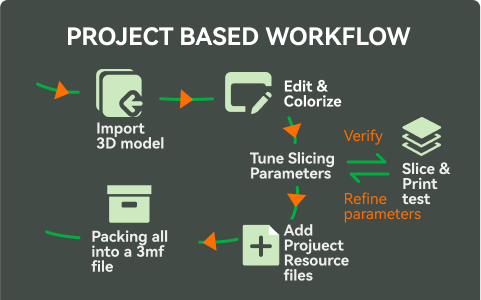 PROJECT BASED WORKFLOW
Import
3D model
Edit &
Colorize
Tune Slicing
Parameters
Verify
Refine
parameters
Slice &
Print
test
Add
Projuect
Resource
files
Packing all
into a 3mf
file